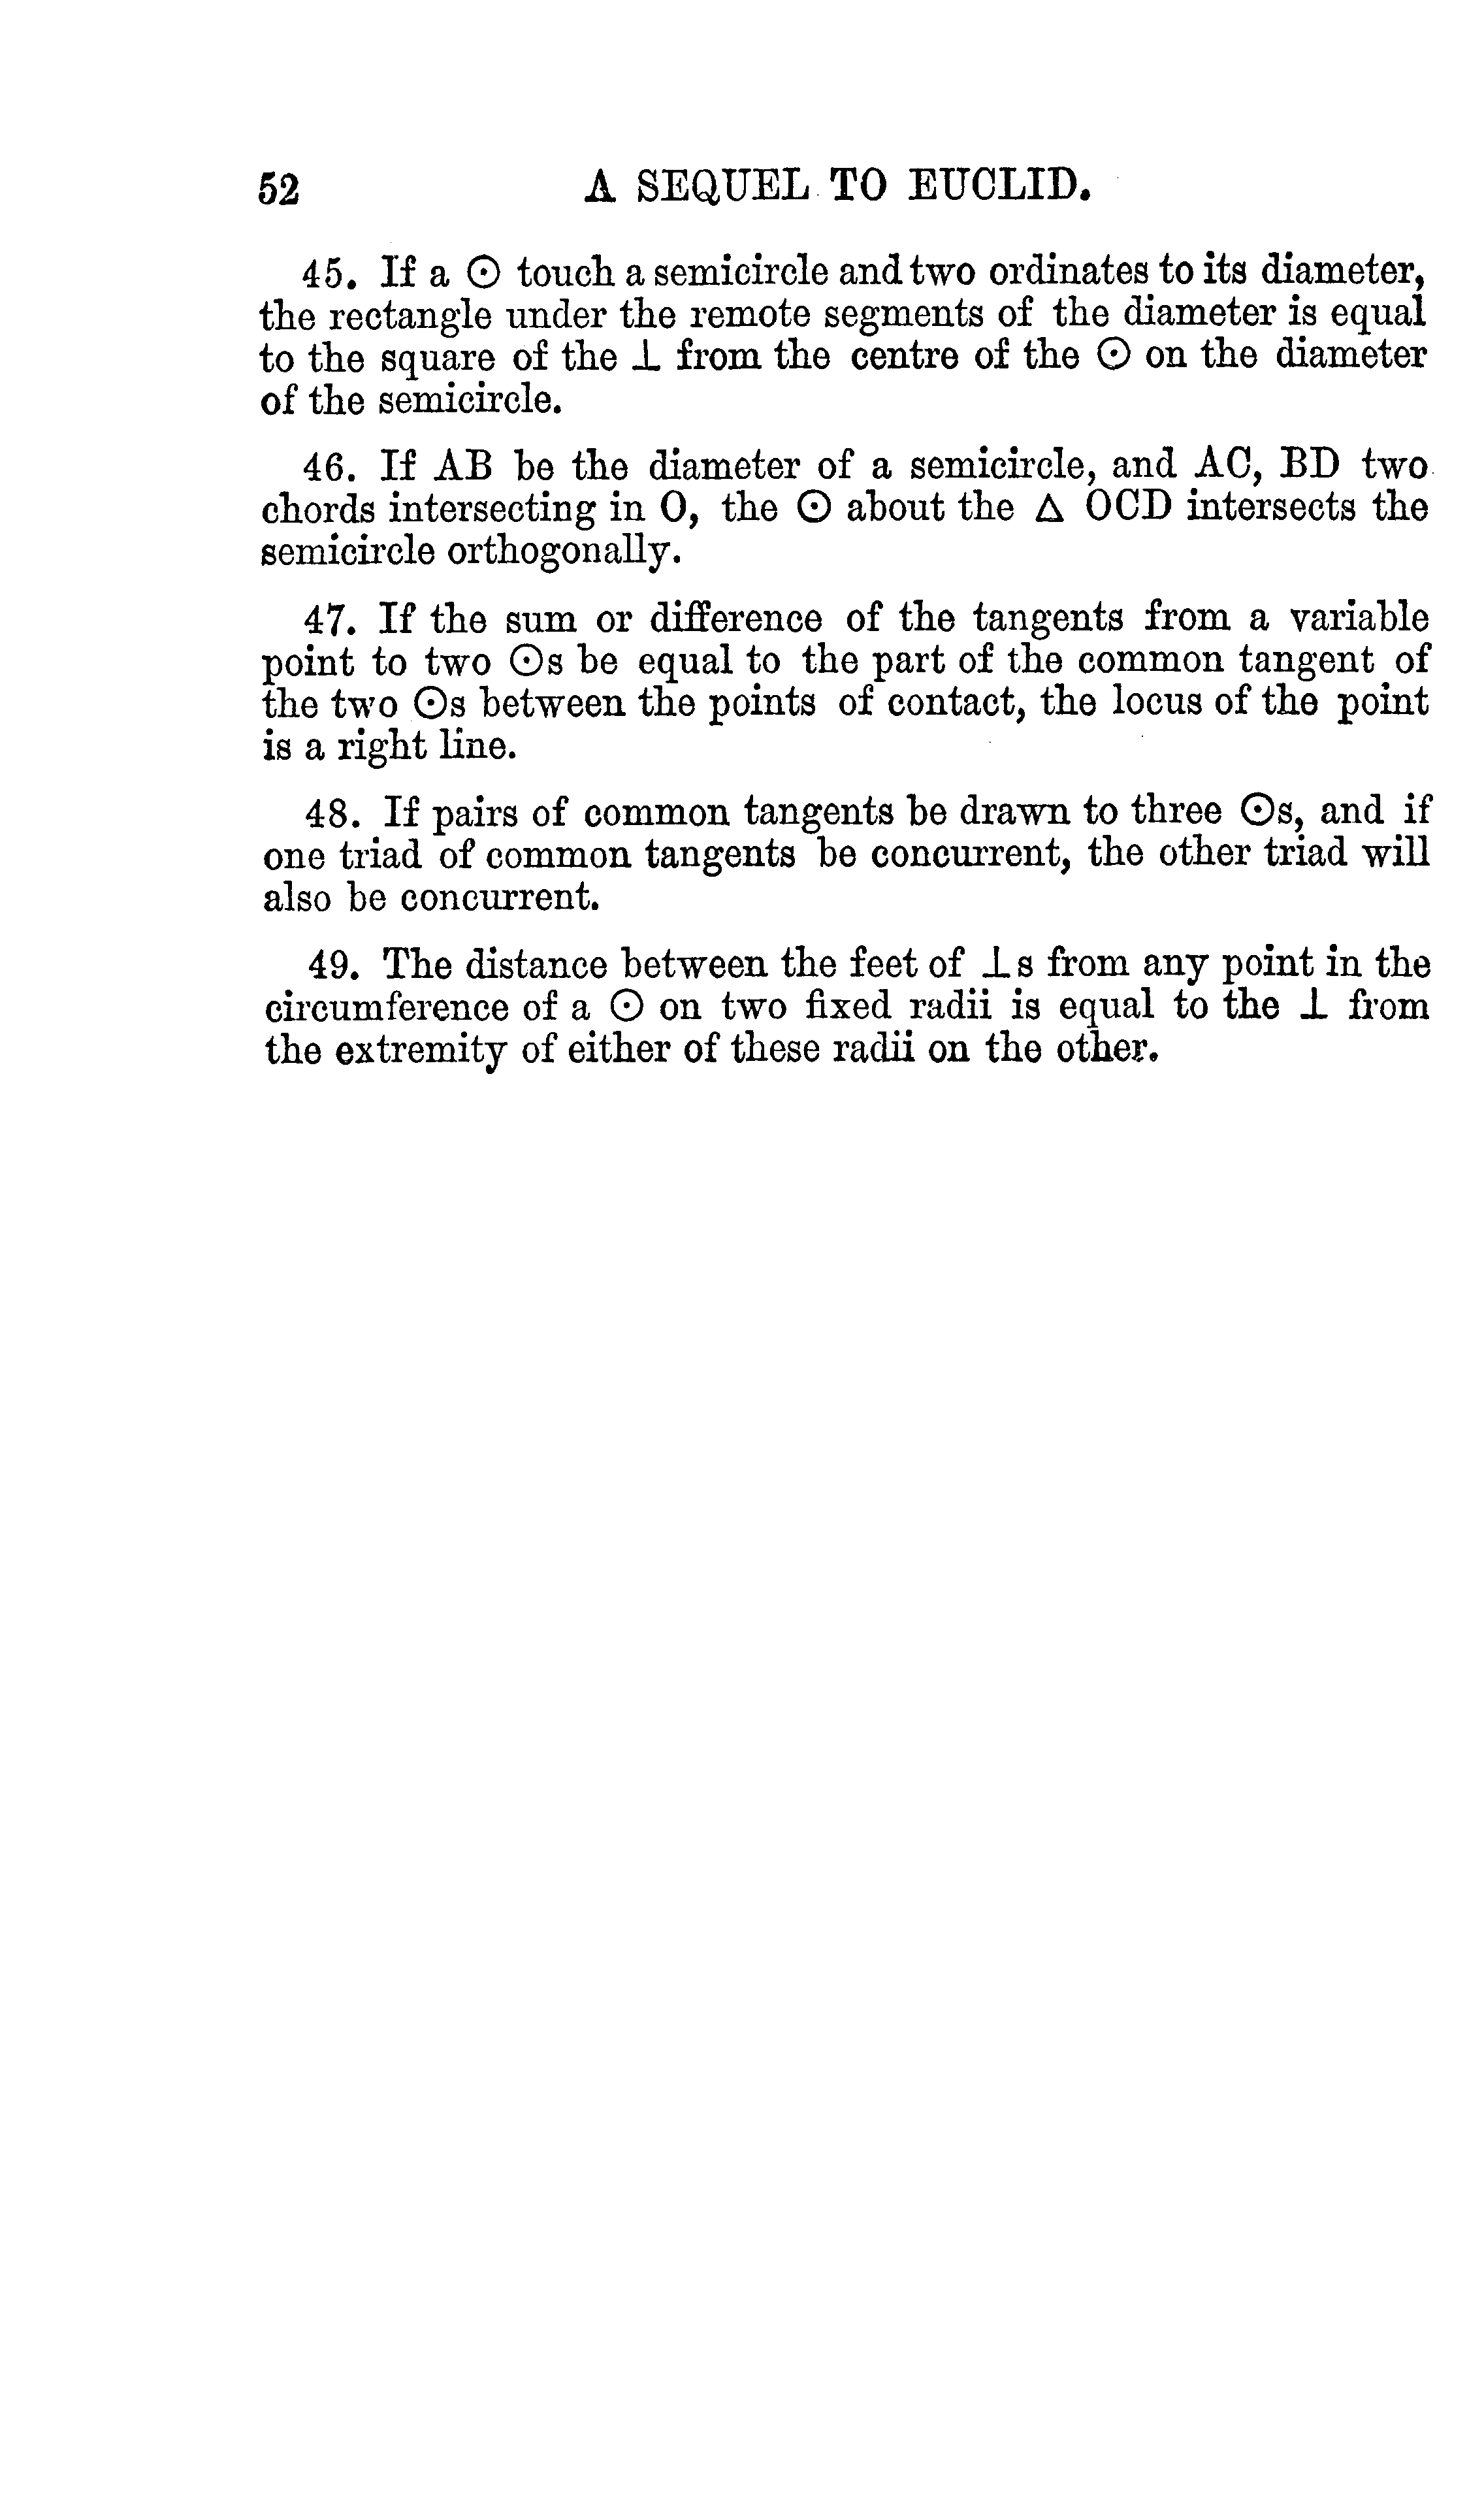 52 A SEQUEL TO EUCLID.
45. If a ⊙ touch a semicircle and two ordinates to its diameter,
the rectangle under the remote segments of the diameter is equal
to the square of the ⊥ from the centre of the ⊙ on the diameter
of the semicircle.
46. If AB be the diameter of a semicircle, and AC, BD two
chords intersecting in O, the ⊙ about the △ OCD intersects the
semicircle orthogonally.
47. If the sum or difference of the tangents from a variable
point to two ⊙s be equal to the part of the common tangent of
the two ⊙s between the points of contact, the locus of the point
is a right line.
48. If pairs of common tangents be drawn to three ⊙s, and if
one triad of common tangents be concurrent, the other triad will
also be concurrent.
49. The distance between the feet of ⊥s from any point in the
circumference of a ⊙ on two fixed radii is equal to the ⊥ from
the extremity of either of these radii on the other.